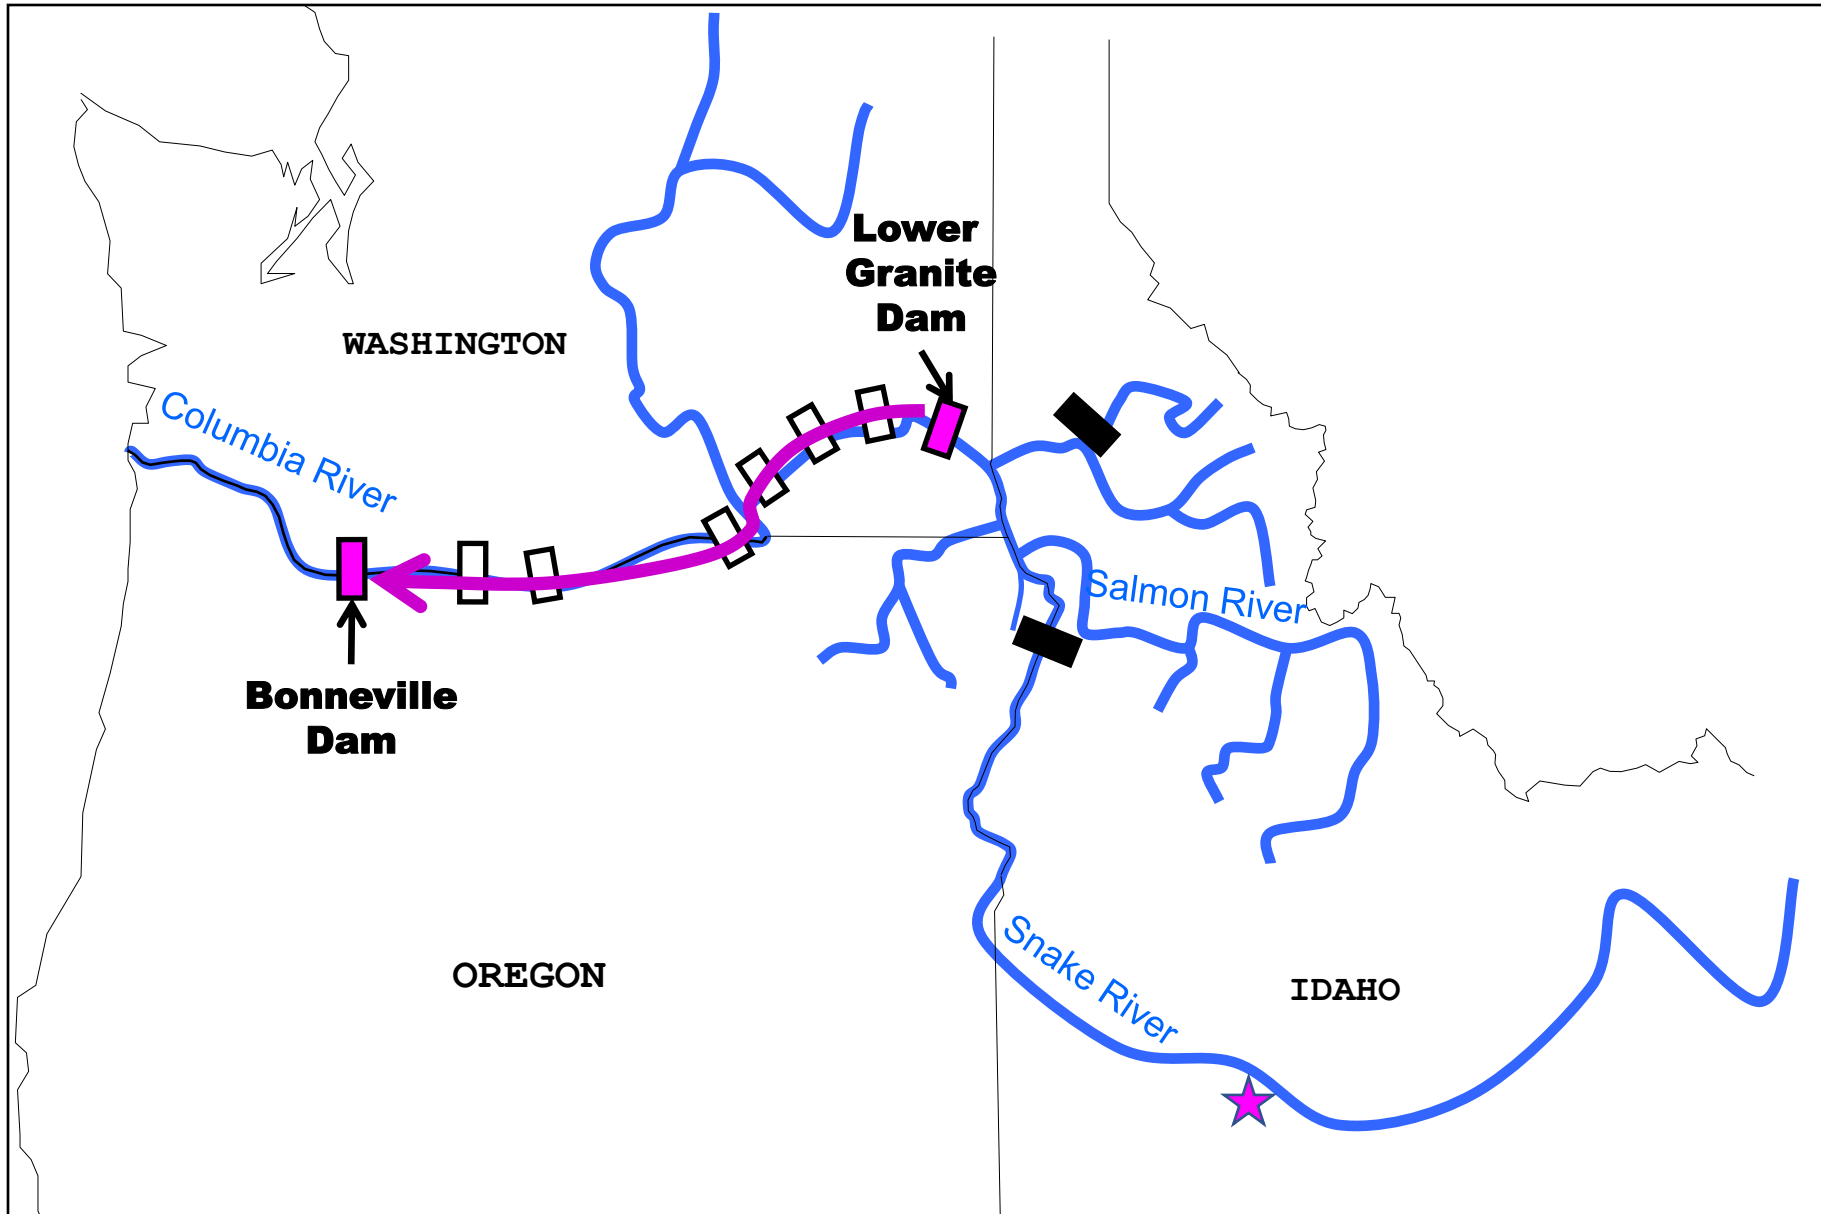 Lower
Granite
Dam
WASHINGTON
Columbia River
Salmon River
Bonneville
Dam
Snake River
OREGON
IDAHO